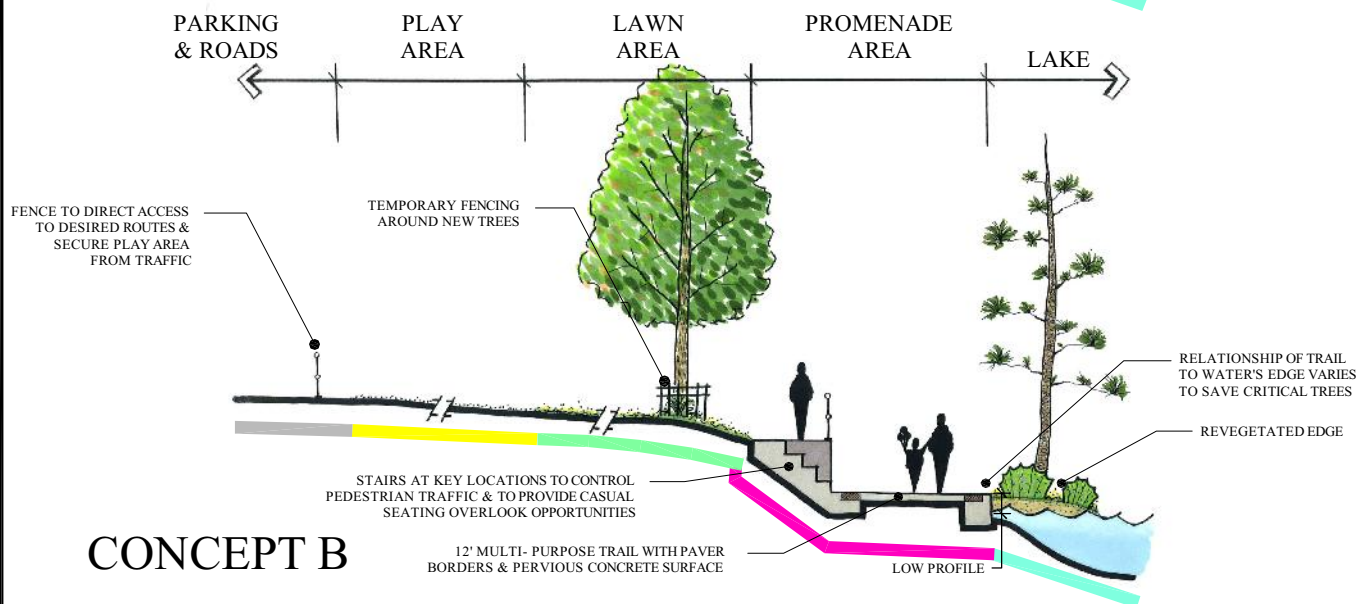 PARKING
& ROADS
PLAY
AREA
LAWN
AREA
PROMENADE
AREA
LAKE
FENCE TO DIRECT ACCESS
TO DESIRED ROUTES &
SECURE PLAY AREA
FROM TRAFFIC
TEMPORARY FENCING
AROUND NEW TREES
RELATIONSHIP OF TRAIL
TO WATER'S EDGE VARIES
TO SAVE CRITICAL TREES
REVEGETATED EDGE
STAIRS AT KEY LOCATIONS TO CONTROL
PEDESTRIAN TRAFFIC & TO PROVIDE CASUAL
SEATING OVERLOOK OPPORTUNITIES
12' MULTI- PURPOSE TRAIL WITH PAVER
BORDERS & PERVIOUS CONCRETE SURFACE
LOW PROFILE
CONCEPT B